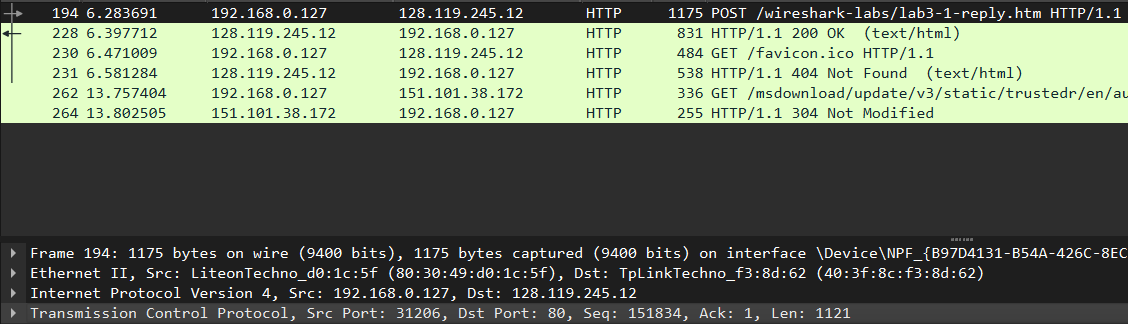 194 6.283691 192.168.0.127 128.119.245.12 HTTP 1175 POST /wireshark-labs/lab3-1-reply.htm HTTP/1.1
228 6.397712 128.119.245.12 192.168.0.127 HTTP 831 HTTP/1.1 200 OK (text/html)
230 6.471009 192.168.0.127 128.119.245.12 HTTP 484 GET /favicon.ico HTTP/1.1
231 6.581284 128.119.245.12 192.168.0.127 HTTP 538 HTTP/1.1 404 Not Found (text/html)
262 13.757404 192.168.0.127 151.101.38.172 HTTP 336 GET /msdownload/update/v3/static/trustedr/en/au
264 13.802505 151.101.38.172 192.168.0.127 HTTP 255 HTTP/1.1 304 Not Modified
Frame 194: 1175 bytes on wire (9400 bits), 1175 bytes captured (9400 bits) on interface \Device\NPF_{B97D4131-B54A-426C-8EC
Ethernet II, Src: LiteonTechno_d0:1c:5f (80:30:49:d0:1c:5f), Dst: TpLinkTechno_f3:8d:62 (40:3f:8c:f3:8d:62)
Internet Protocol Version 4, Src: 192.168.0.127, Dst: 128.119.245.12
Transmission Control Protocol, Src Port: 31206, Dst Port: 80, Seq: 151834, Ack: 1, Len: 1121